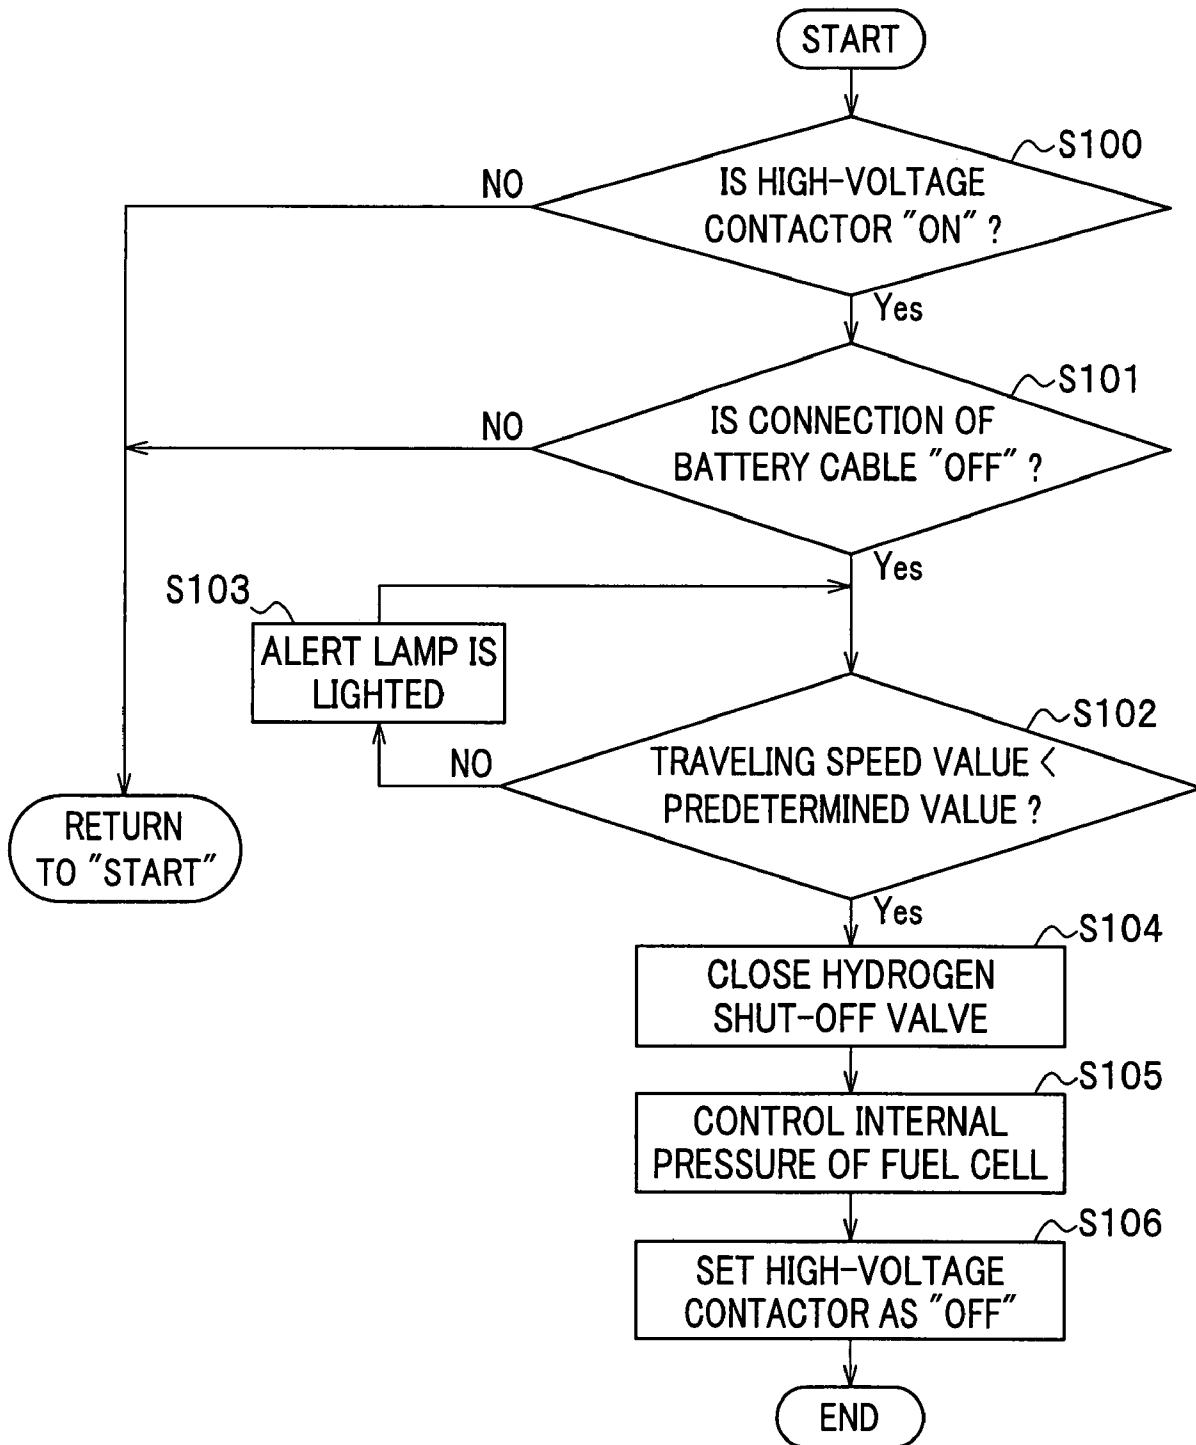 START
S100
NO
IS HIGH-VOLTAGE
CONTACTOR "ON" ?
Yes
S101
NO
IS CONNECTION OF
BATTERY CABLE "OFF" ?
Yes
S103
ALERT LAMP IS
LIGHTED
S102
NO
TRAVELING SPEED VALUE <
PREDETERMINED VALUE ?
RETURN
TO "START"
Yes
S104
CLOSE HYDROGEN
SHUT-OFF VALVE
S105
CONTROL INTERNAL
PRESSURE OF FUEL CELL
S106
SET HIGH-VOLTAGE
CONTACTOR AS "OFF"
END